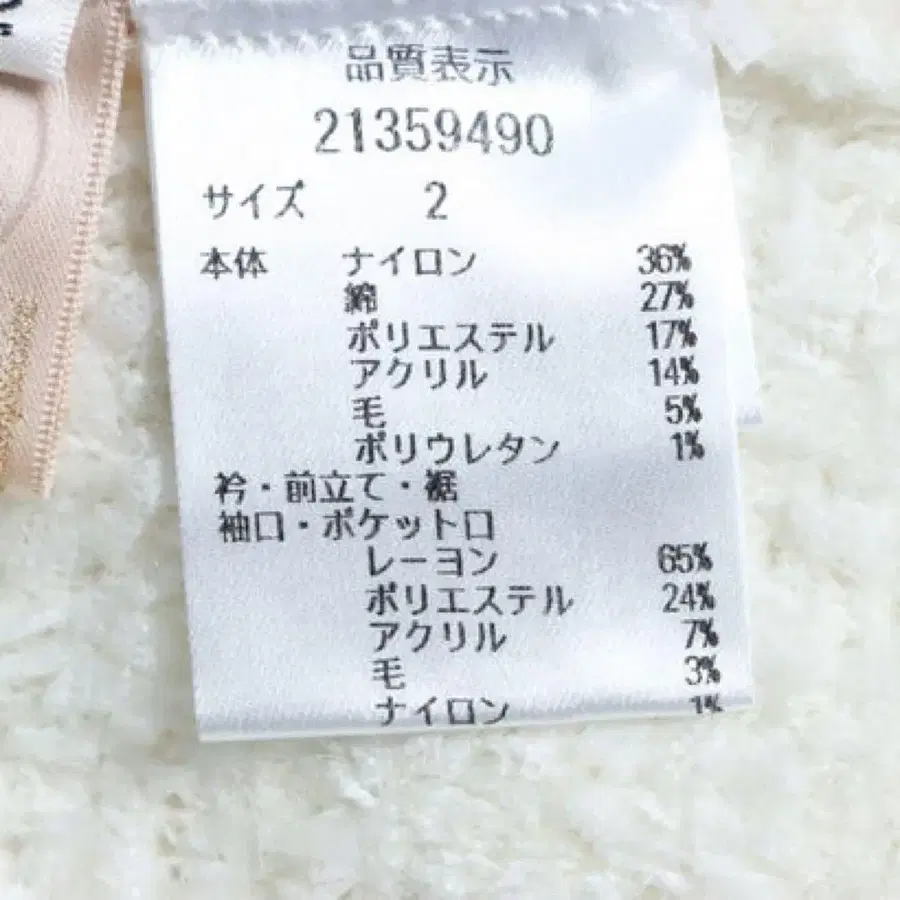 品質表示
21359490
サイズ 2
本体 ナイロン 36%
綿 27%
ポリエステル 17%
アクリル 14%
毛 5%
ポリウレタン 1%
衿・前立て・裾
袖口・ポケット口
レーヨン 65%
ポリエステル 24%
アクリル 7%
毛 3%
ナイロン 1%